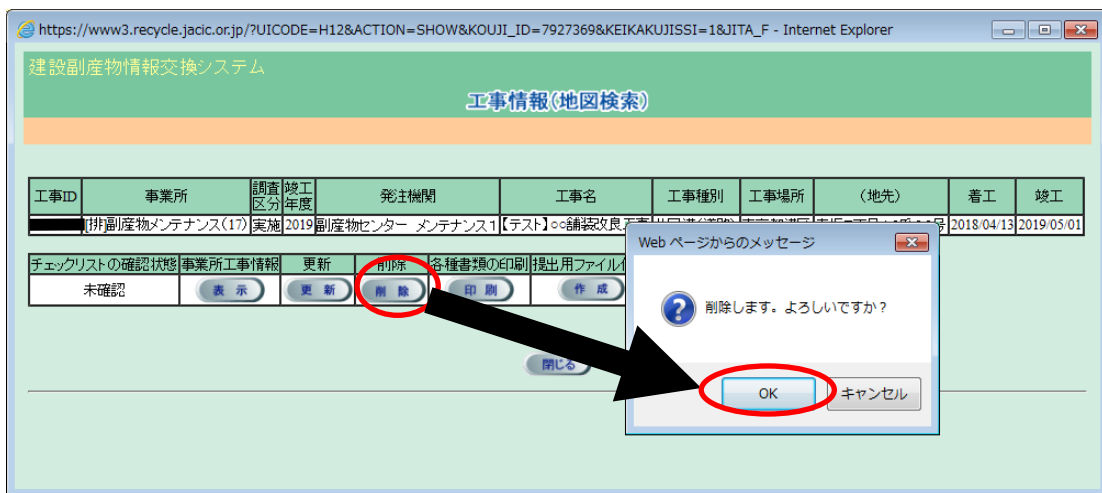 https://www3.recycle.jacic.or.jp/?UICODE=H12&ACTION=SHOW&KOUJI_ID=7927369&KEIKAKUJISSI=1&JITA_F - Internet Explorer
建設副産物情報交換システム
工事情報(地図検索)
工事ID 事業所 調査区分 竣工年度 発注機関 工事名 工事種別 工事場所 (地先) 着工 竣工
[排]副産物メンテナンス(17) 実施 2019 副産物センター メンテナンス1 【テスト】○○舗装改良 2018/04/13 2019/05/01
チェックリストの確認状態 事業所工事情報 更新 削除 各種書類の印刷 提出用ファイル
未確認 表示 更新 削除 印刷 作成
閉じる
Web ページからのメッセージ
削除します。よろしいですか?
OK キャンセル